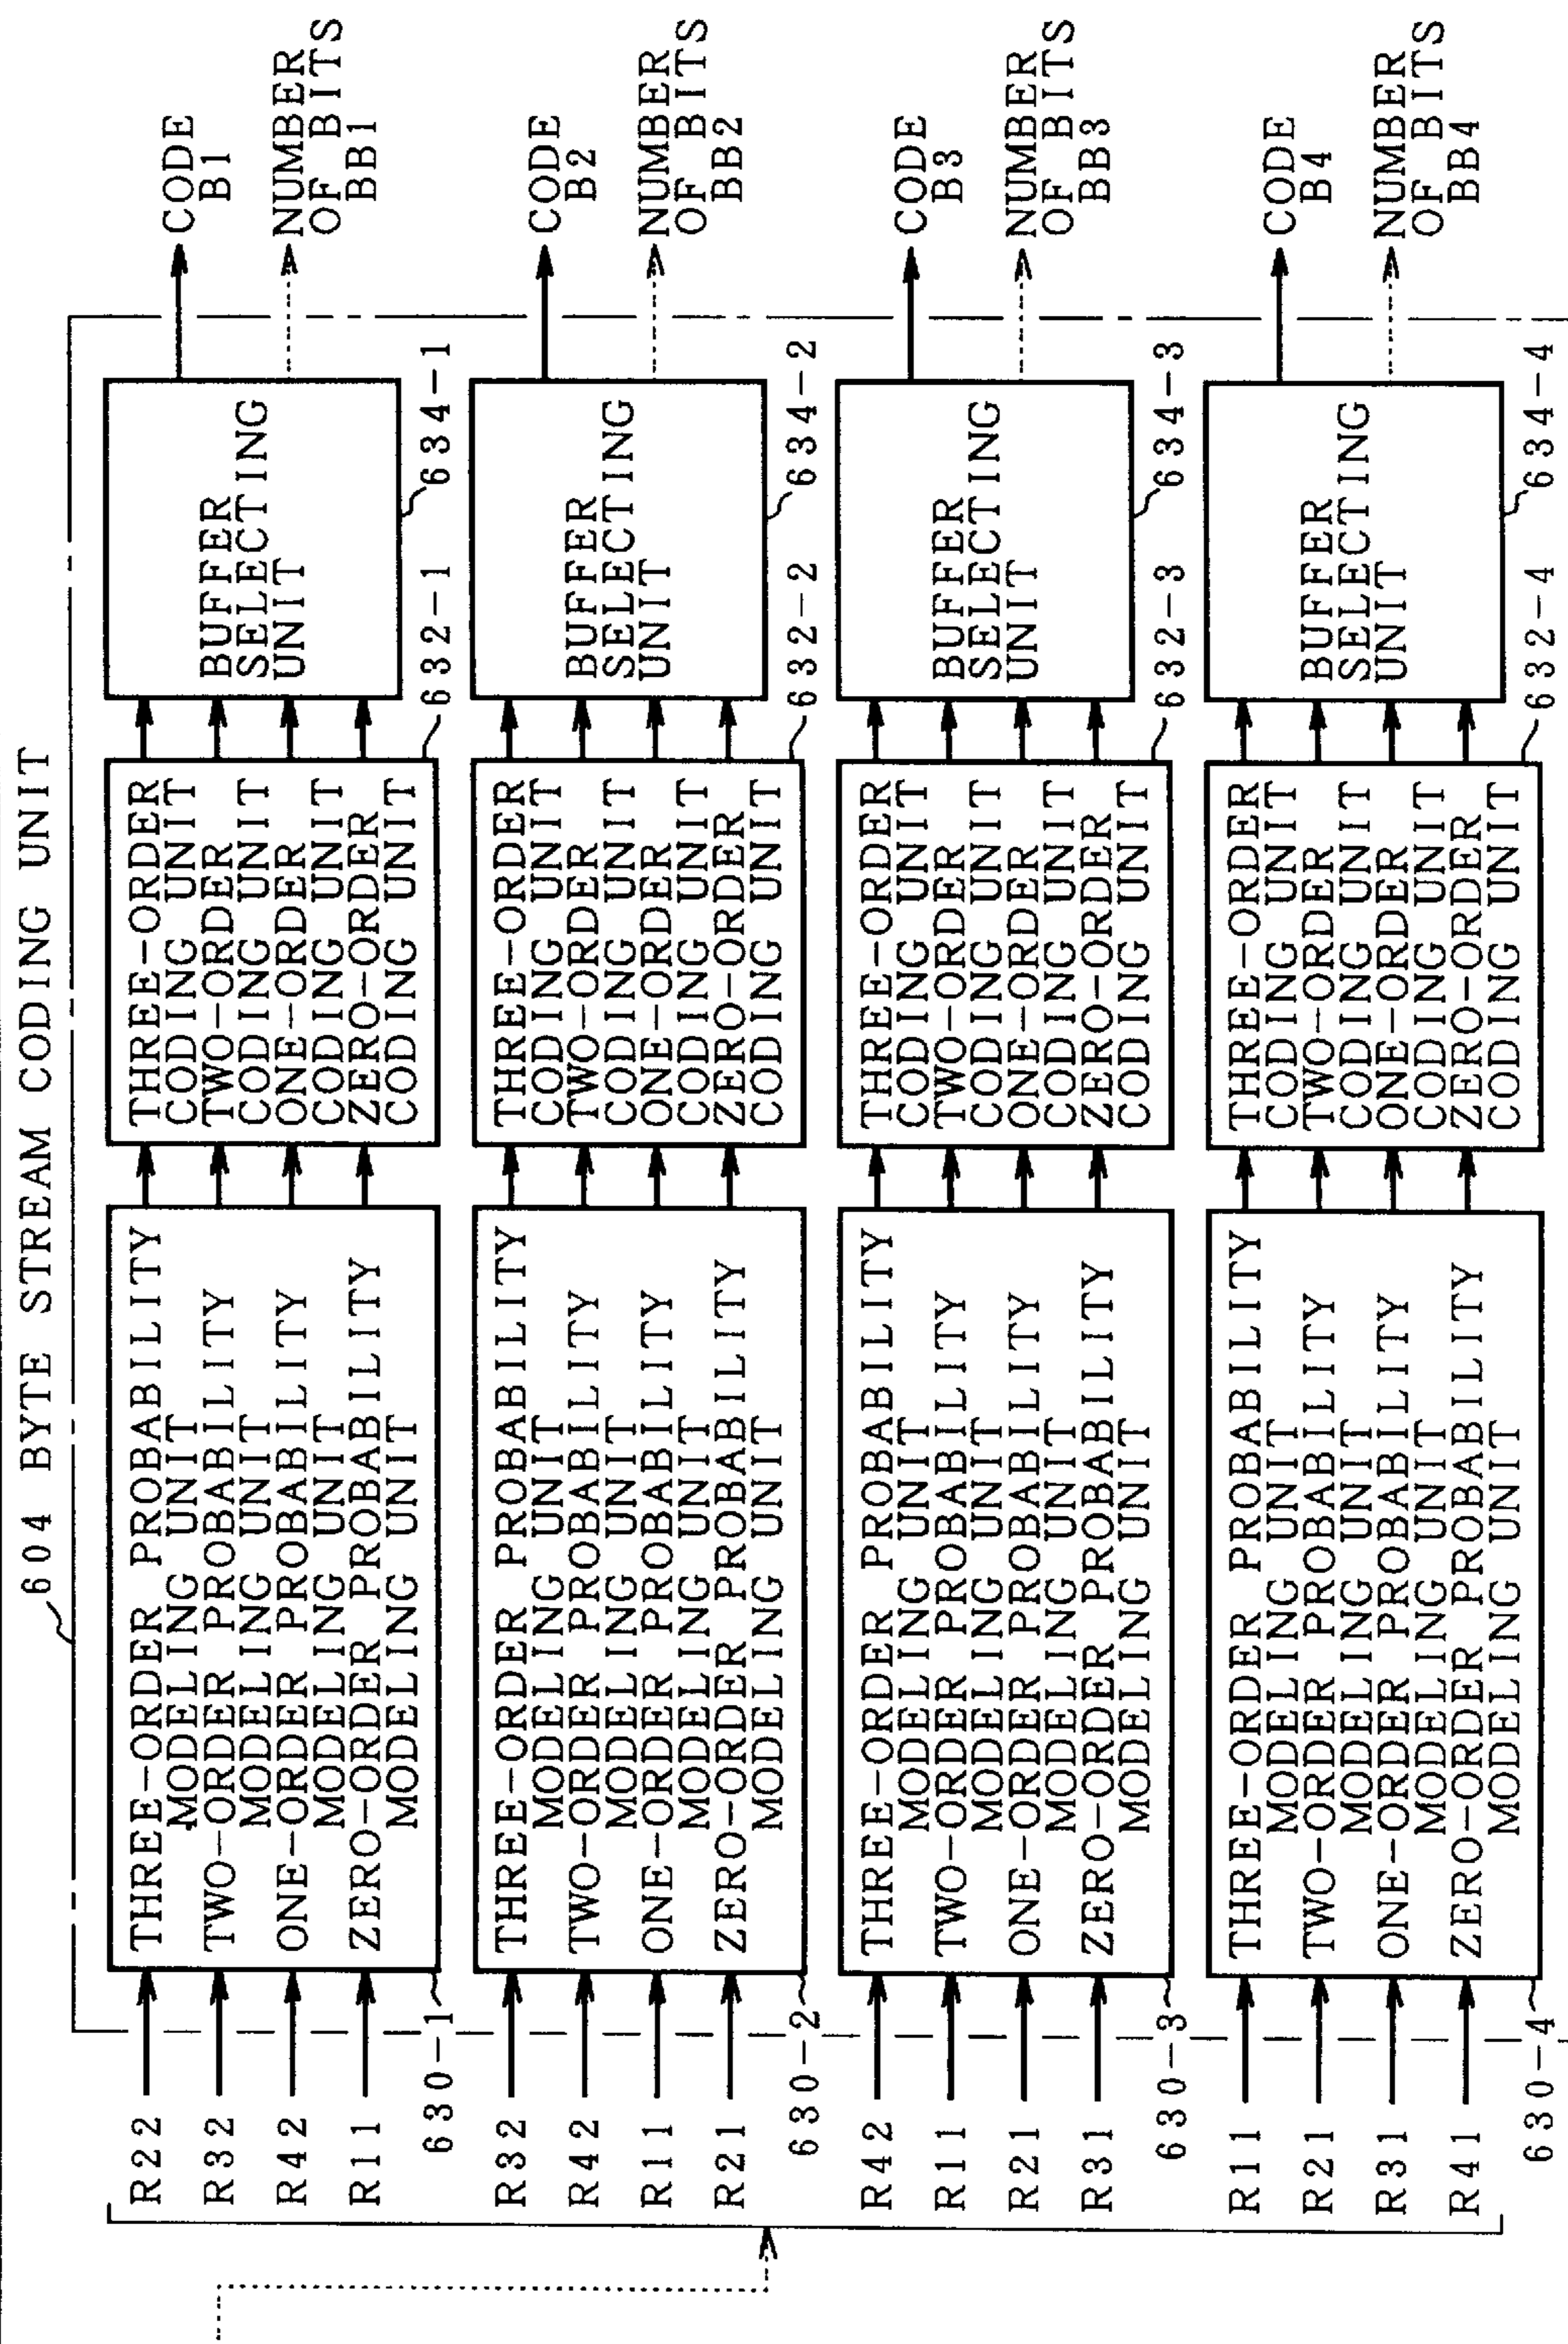 604 BYTE STREAM CODING UNIT
R22
R32
R42
R11
630-1
THREE-ORDER PROBABILITY
MODELING UNIT
TWO-ORDER PROBABILITY
MODELING UNIT
ONE-ORDER PROBABILITY
MODELING UNIT
ZERO-ORDER PROBABILITY
MODELING UNIT
THREE-ORDER
CODING UNIT
TWO-ORDER
CODING UNIT
ONE-ORDER
CODING UNIT
ZERO-ORDER
CODING UNIT
632-1
BUFFER
SELECTING
UNIT
634-1
CODE
B1
NUMBER
OF BITS
BB1
R32
R42
R11
R21
630-2
THREE-ORDER PROBABILITY
MODELING UNIT
TWO-ORDER PROBABILITY
MODELING UNIT
ONE-ORDER PROBABILITY
MODELING UNIT
ZERO-ORDER PROBABILITY
MODELING UNIT
THREE-ORDER
CODING UNIT
TWO-ORDER
CODING UNIT
ONE-ORDER
CODING UNIT
ZERO-ORDER
CODING UNIT
632-2
BUFFER
SELECTING
UNIT
634-2
CODE
B2
NUMBER
OF BITS
BB2
R42
R11
R21
R31
630-3
THREE-ORDER PROBABILITY
MODELING UNIT
TWO-ORDER PROBABILITY
MODELING UNIT
ONE-ORDER PROBABILITY
MODELING UNIT
ZERO-ORDER PROBABILITY
MODELING UNIT
THREE-ORDER
CODING UNIT
TWO-ORDER
CODING UNIT
ONE-ORDER
CODING UNIT
ZERO-ORDER
CODING UNIT
632-3
BUFFER
SELECTING
UNIT
634-3
CODE
B3
NUMBER
OF BITS
BB3
R11
R21
R31
R41
630-4
THREE-ORDER PROBABILITY
MODELING UNIT
TWO-ORDER PROBABILITY
MODELING UNIT
ONE-ORDER PROBABILITY
MODELING UNIT
ZERO-ORDER PROBABILITY
MODELING UNIT
THREE-ORDER
CODING UNIT
TWO-ORDER
CODING UNIT
ONE-ORDER
CODING UNIT
ZERO-ORDER
CODING UNIT
632-4
BUFFER
SELECTING
UNIT
634-4
CODE
B4
NUMBER
OF BITS
BB4